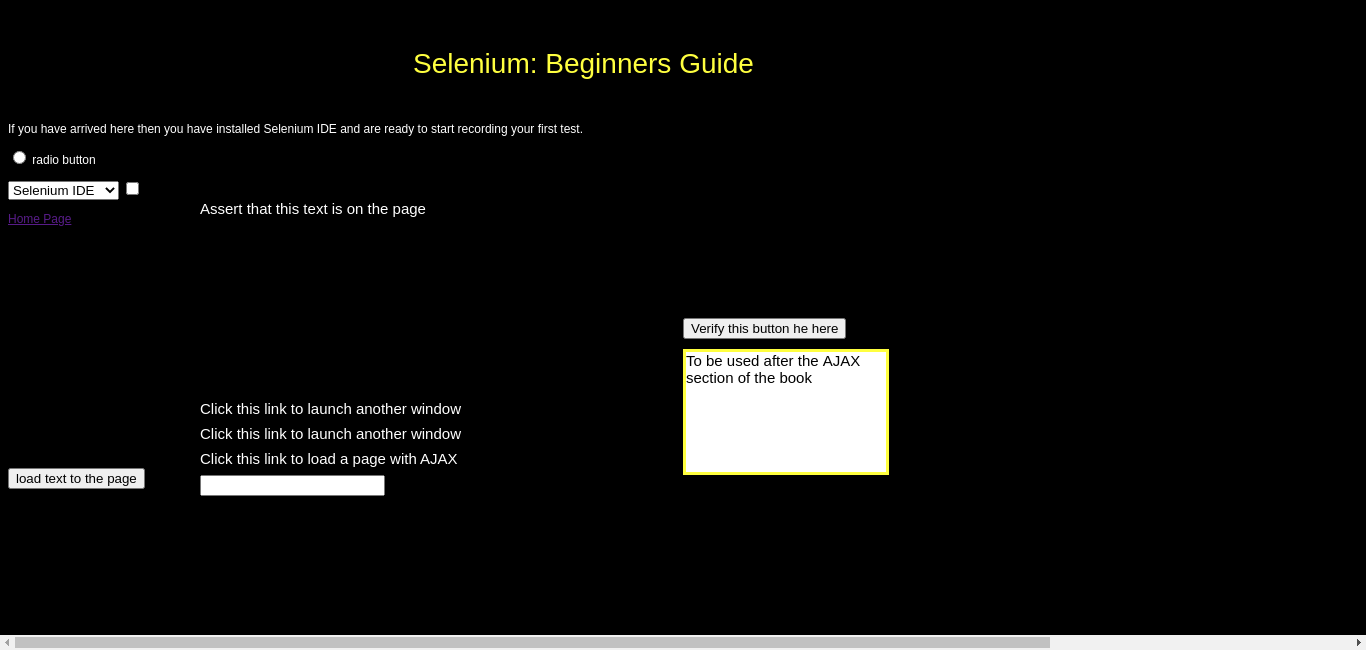 Selenium: Beginners Guide
If you have arrived here then you have installed Selenium IDE and are ready to start recording your first test.
radio button
Selenium IDE
Assert that this text is on the page
Home Page
Verify this button he here
To be used after the AJAX
section of the book
Click this link to launch another window
Click this link to launch another window
Click this link to load a page with AJAX
load text to the page